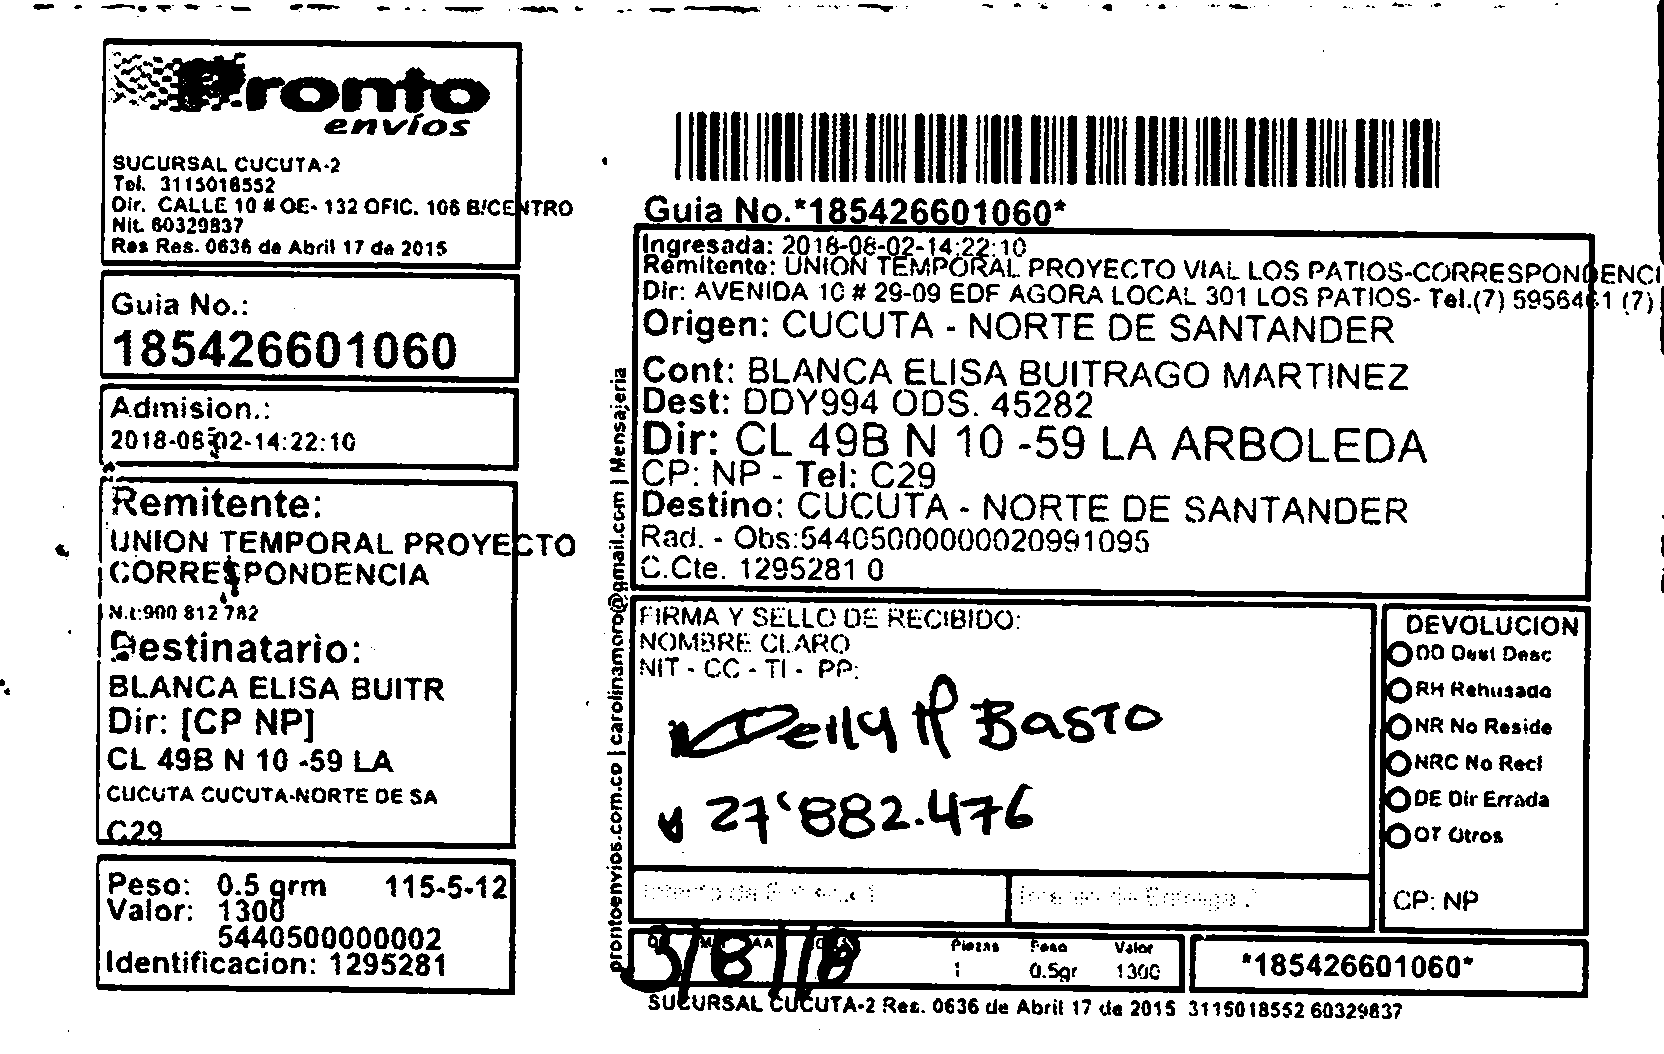 Pronto
envíos
SUCURSAL CUCUTA-2
Tel. 3115018552
Dir. CALLE 10 # OE- 132 OFIC. 106 B/CENTRO
Nit. 60329837
Res Res. 0636 de Abril 17 de 2015
Guia No.:
185426601060
Admision.:
2018-08-02-14:22:10
Remitente:
UNION TEMPORAL PROYECTO
CORRESPONDENCIA
N.t:900 812 782
Destinatario:
BLANCA ELISA BUITR
Dir: [CP NP]
CL 49B N 10 -59 LA
CUCUTA CUCUTA-NORTE DE SA
C29
Peso: 0.5 grm 115-5-12
Valor: 1300
5440500000002
Identificacion: 1295281
prontoenvios.com.co | carolinamoro@gmail.com | Mensajeria
Guia No.*185426601060*
Ingresada: 2018-08-02-14:22:10
Remitente: UNION TEMPORAL PROYECTO VIAL LOS PATIOS-CORRESPONDENCI
Dir: AVENIDA 10 # 29-09 EDF AGORA LOCAL 301 LOS PATIOS- Tel.(7) 5956461 (7)
Origen: CUCUTA - NORTE DE SANTANDER
Cont: BLANCA ELISA BUITRAGO MARTINEZ
Dest: DDY994 ODS. 45282
Dir: CL 49B N 10 -59 LA ARBOLEDA
CP: NP - Tel: C29
Destino: CUCUTA - NORTE DE SANTANDER
Rad. - Obs:54405000000020991095
C.Cte. 1295281 0
FIRMA Y SELLO DE RECIBIDO:
NOMBRE CLARO
NIT - CC - TI - PP:
Deily M Basto
27'882.476
DEVOLUCION
DD Dest Desc
RH Rehusado
NR No Reside
NRC No Recl
DE Dir Errada
OT Otros
CP: NP
Intento de Entrega 1
Intento de Entrega 2
3/8/18
Piezas Peso Valor
1 0.5gr 1300
*185426601060*
SUCURSAL CUCUTA-2 Res. 0636 de Abril 17 de 2015 3115018552 60329837